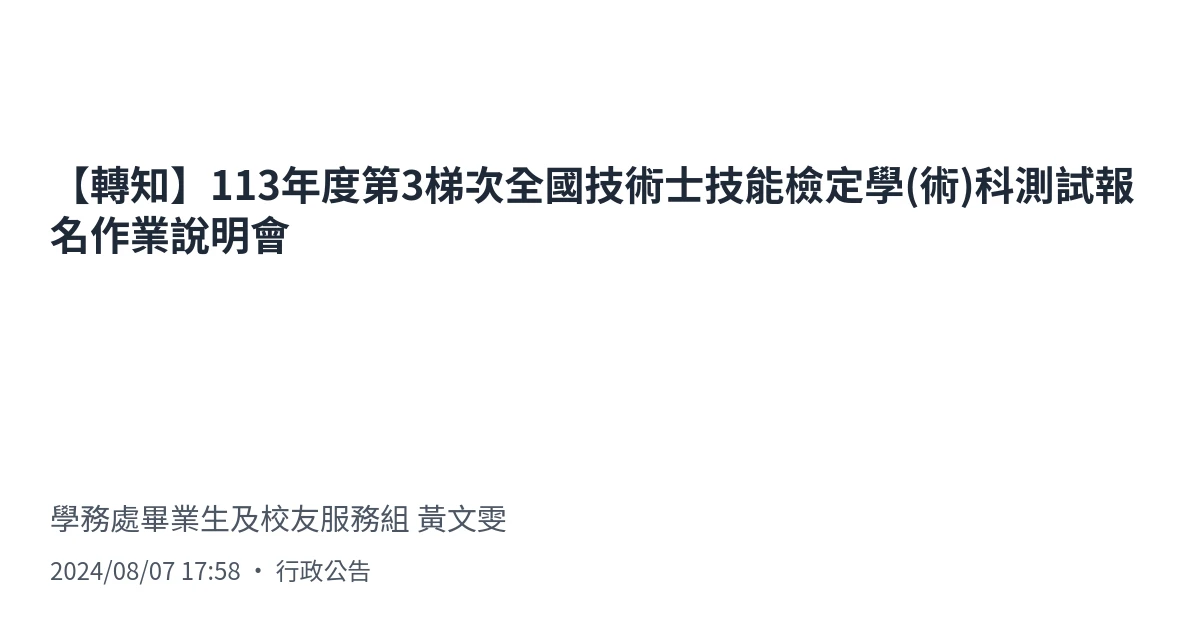 【轉知】113年度第3梯次全國技術士技能檢定學(術)科測試報
名作業說明會
學務處畢業生及校友服務組 黃文雯
2024/08/07 17:58 · 行政公告